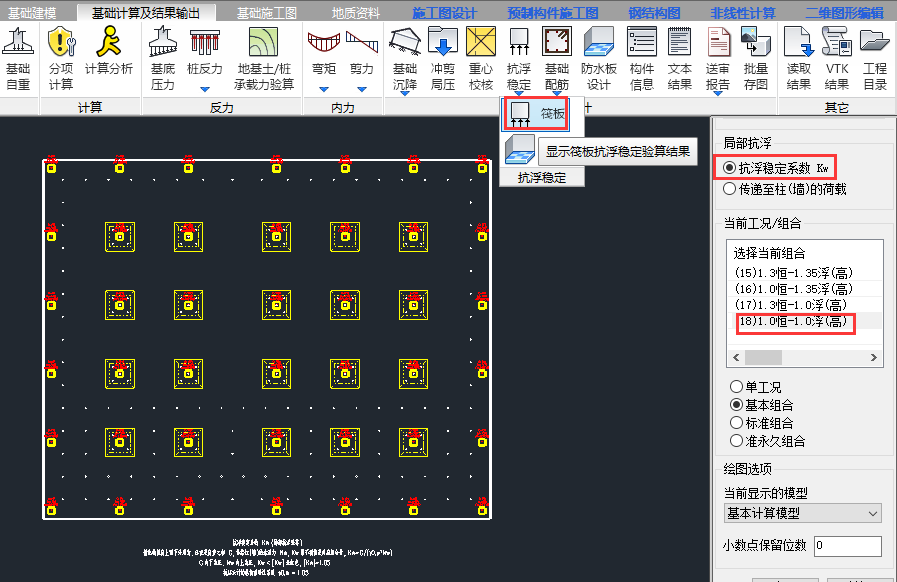 基础建模 基础计算及结果输出 基础施工图 地质资料 施工图设计 预制构件施工图 钢结构图 非线性计算 二维图形编辑
基础自重 分项计算 计算分析 基底压力 桩反力 地基土/桩承载力验算 弯矩 剪力 基础沉降 冲剪局压 重心校核 抗浮稳定 基础配筋 防水板设计 构件信息 文本结果 送审报告 批量存图 读取结果 VTK结果 工程目录
计算 反力 内力 计 其它
筏板
显示筏板抗浮稳定验算结果
抗浮稳定
局部抗浮
抗浮稳定系数 Kw
传递至柱(墙)的荷载
当前工况/组合
选择当前组合
(15)1.3恒-1.35浮(高)
(16)1.0恒-1.35浮(高)
(17)1.3恒-1.0浮(高)
18)1.0恒-1.0浮(高)
单工况
基本组合
标准组合
准永久组合
绘图选项
当前显示的模型
基本计算模型
小数点保留位数 0